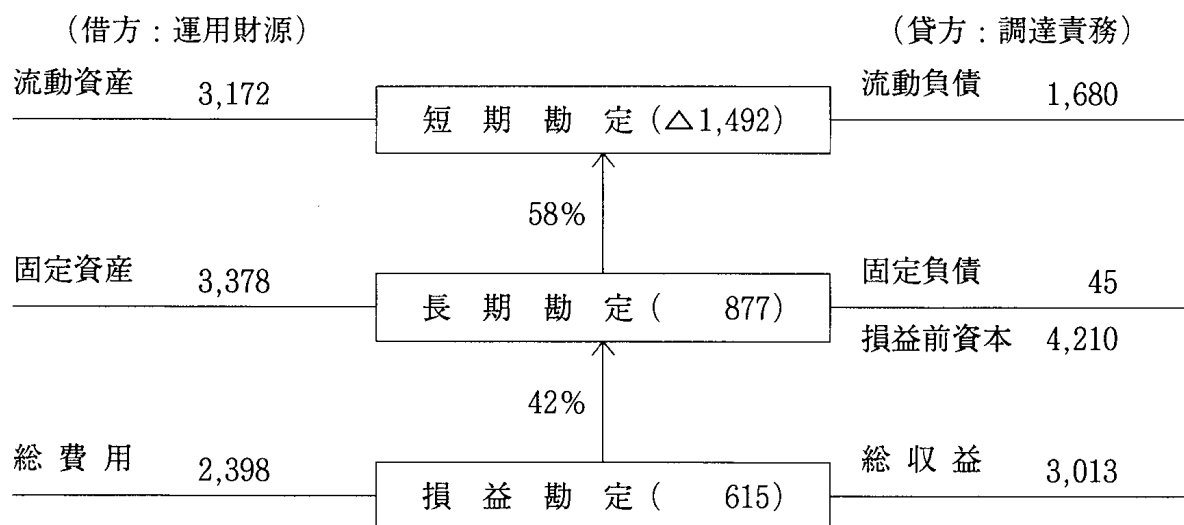 (借方:運用財源) (貸方:調達責務)
流動資産 3,172 短期勘定(△1,492) 流動負債 1,680
58%
固定資産 3,378 長期勘定( 877) 固定負債 45
損益前資本 4,210
42%
総費用 2,398 損益勘定( 615) 総収益 3,013